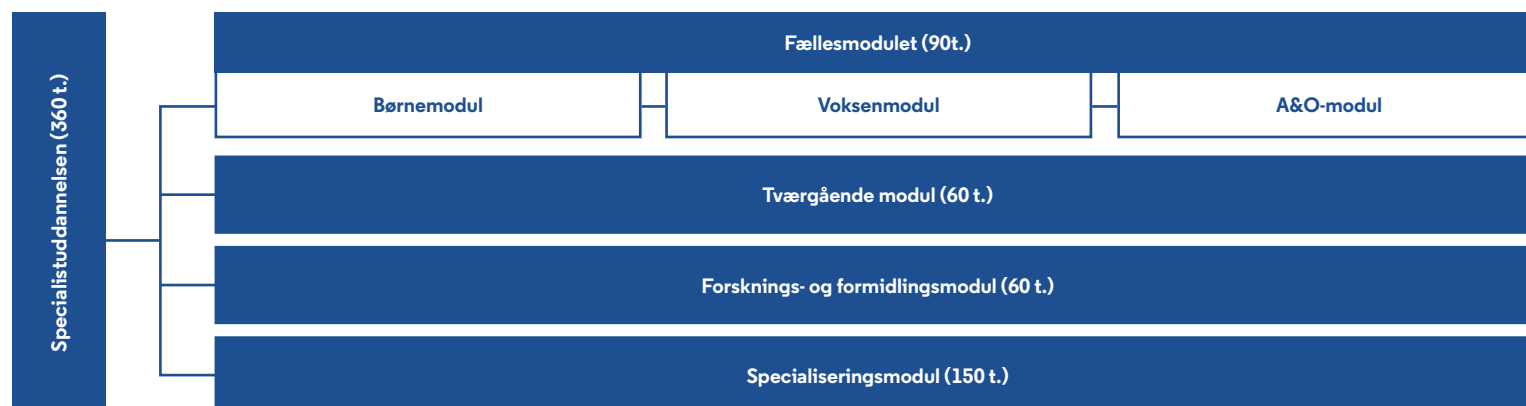 Specialistuddannelsen (360 t.)
Fællesmodulet (90t.)
Børnemodul
Voksenmodul
A&O-modul
Tværgående modul (60 t.)
Forsknings- og formidlingsmodul (60 t.)
Specialiseringsmodul (150 t.)